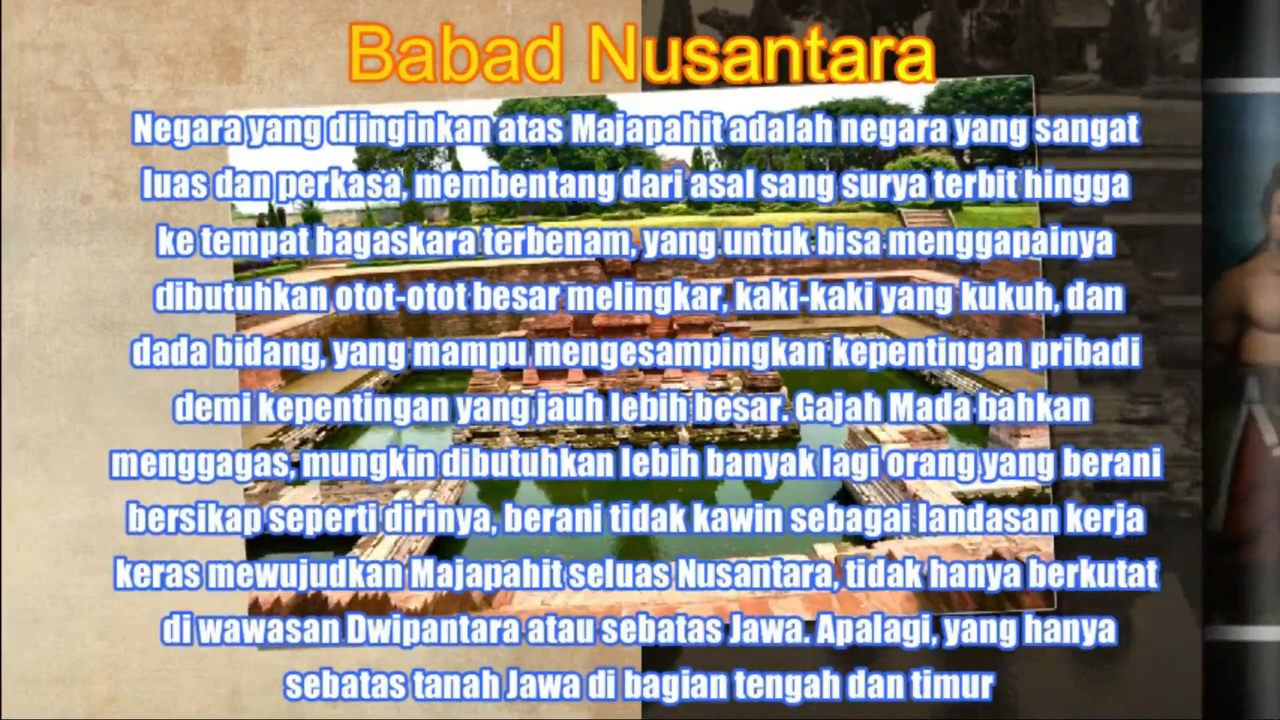 Babad Nusantara
Negara yang diinginkan atas Majapahit adalah negara yang sangat
luas dan perkasa, membentang dari asal sang surya terbit hingga
ke tempat bagaskara terbenam, yang untuk bisa menggapainya
dibutuhkan otot-otot besar melingkar, kaki-kaki yang kukuh, dan
dada bidang, yang mampu mengesampingkan kepentingan pribadi
demi kepentingan yang jauh lebih besar. Gajah Mada bahkan
menggagas, mungkin dibutuhkan lebih banyak lagi orang yang berani
bersikap seperti dirinya, berani tidak kawin sebagai landasan kerja
keras mewujudkan Majapahit seluas Nusantara, tidak hanya berkutat
di wawasan Dwipantara atau sebatas Jawa. Apalagi, yang hanya
sebatas tanah Jawa di bagian tengah dan timur